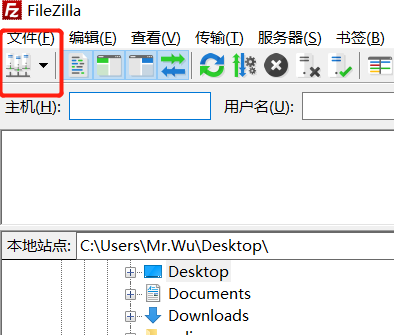 FileZilla
文件(F) 编辑(E) 查看(V) 传输(T) 服务器(S) 书签(B)
主机(H): 用户名(U):
本地站点: C:\Users\Mr.Wu\Desktop\
Desktop
Documents
Downloads